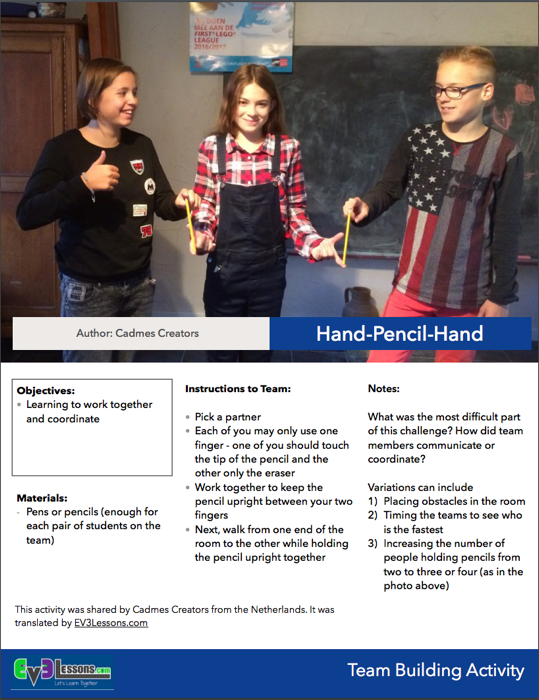 DOEN
MEE AAN DE
FIRST® LEGO®
LEAGUE
2016/2017
Author: Cadmes Creators
Hand-Pencil-Hand
Objectives:
• Learning to work together
and coordinate
Materials:
- Pens or pencils (enough for
each pair of students on the
team)
Instructions to Team:
• Pick a partner
• Each of you may only use one
finger - one of you should touch
the tip of the pencil and the
other only the eraser
• Work together to keep the
pencil upright between your two
fingers
• Next, walk from one end of the
room to the other while holding
the pencil upright together
Notes:
What was the most difficult part
of this challenge? How did team
members communicate or
coordinate?
Variations can include
1) Placing obstacles in the room
2) Timing the teams to see who
is the fastest
3) Increasing the number of
people holding pencils from
two to three or four (as in the
photo above)
This activity was shared by Cadmes Creators from the Netherlands. It was
translated by EV3Lessons.com
EV3Lessons.com
Let's Learn Together
Team Building Activity